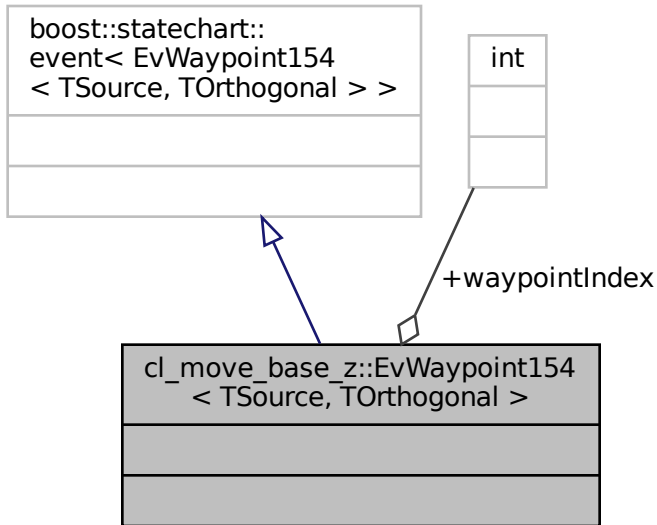 boost::statechart::
event< EvWaypoint154
< TSource, TOrthogonal > >
int
+waypointIndex
cl_move_base_z::EvWaypoint154
< TSource, TOrthogonal >